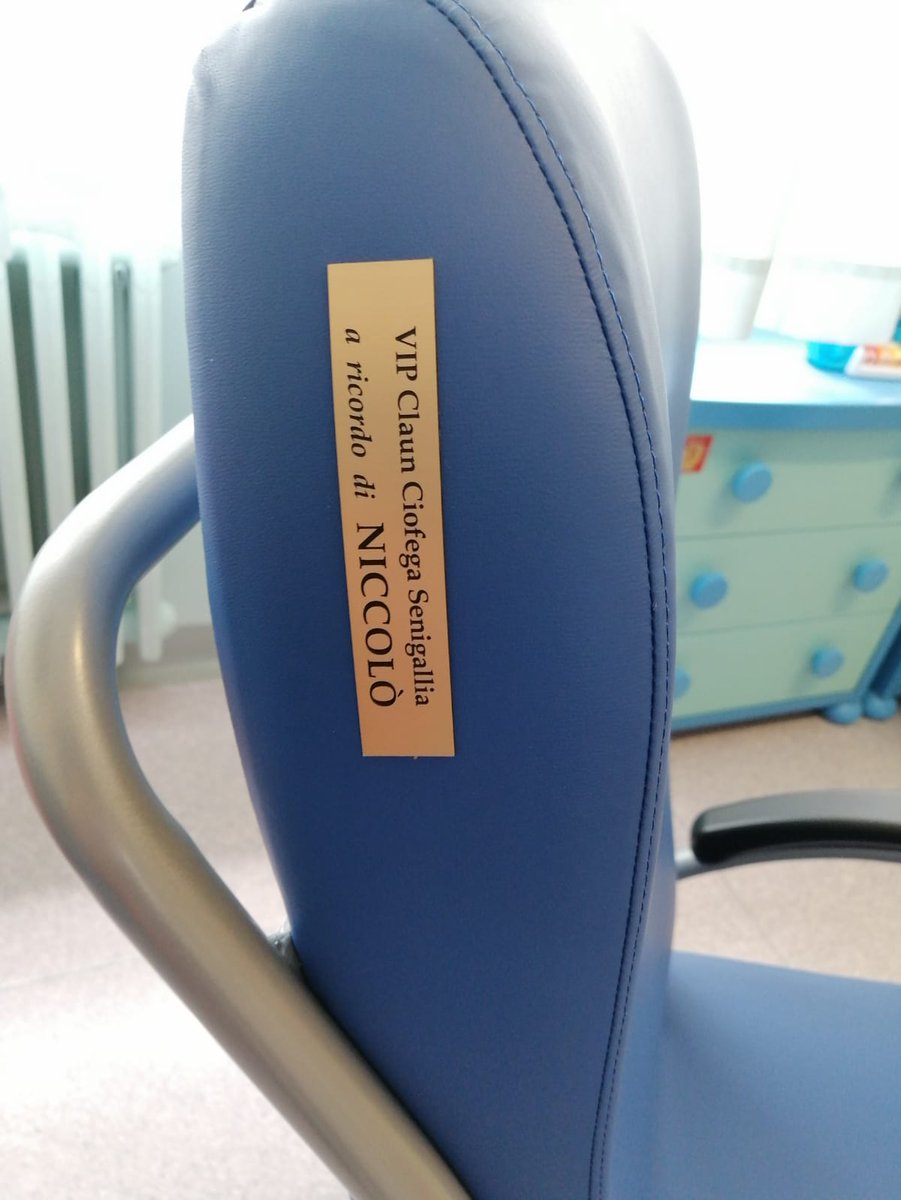 VIP Claun Ciofega Senigallia
a ricordo di NICCOLÒ